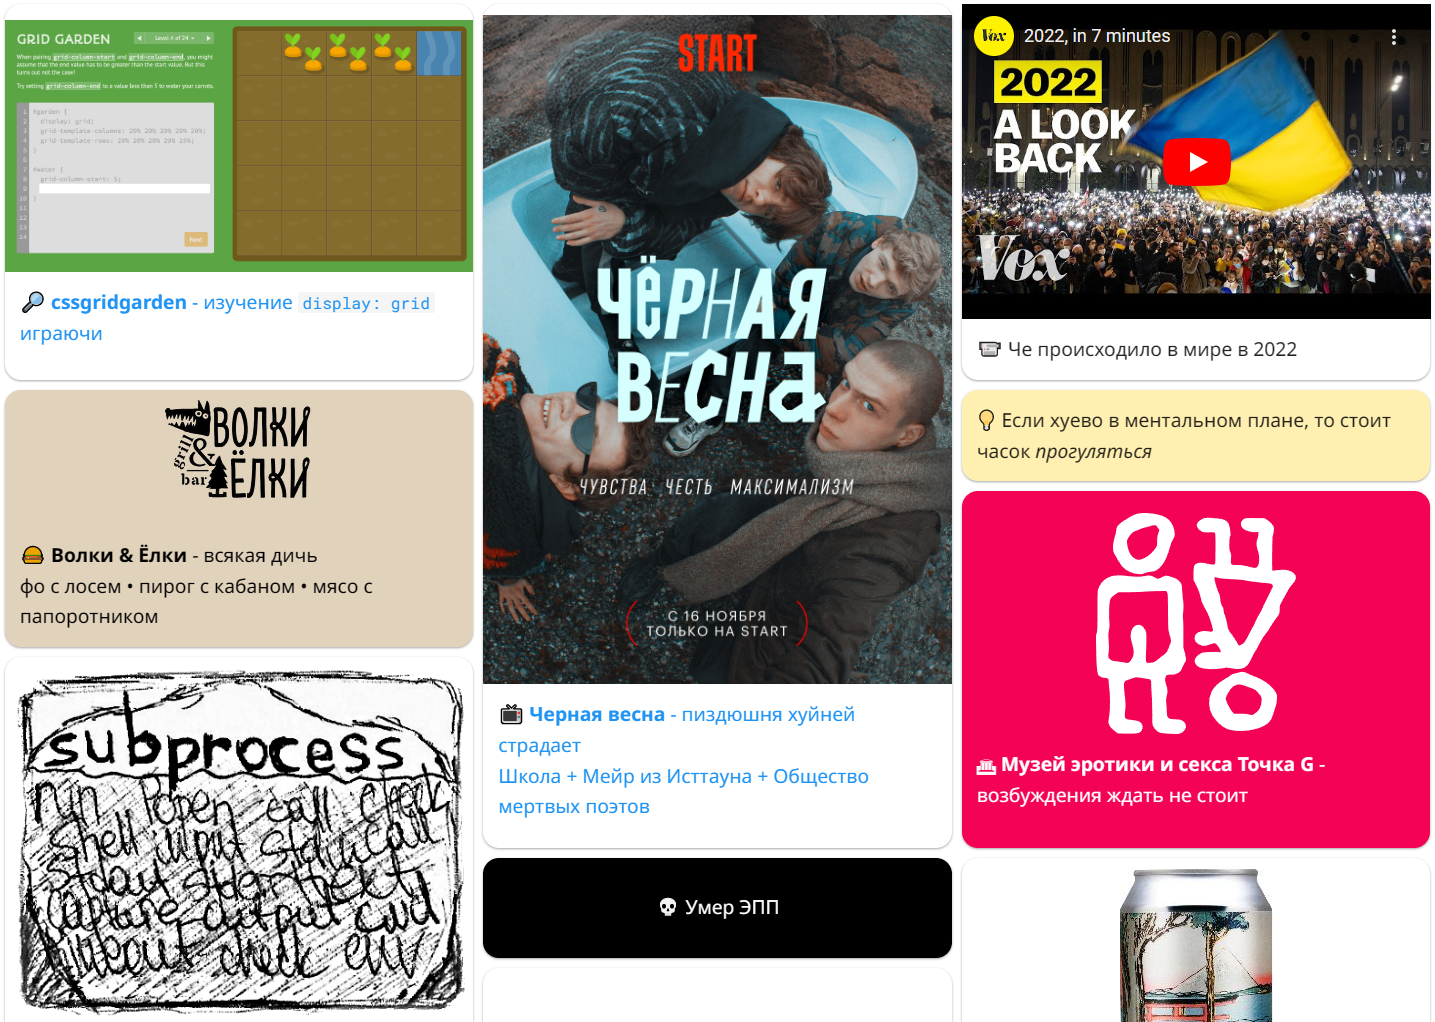 GRID GARDEN
Level 4 of 24
When pairing grid-column-start and grid-column-end, you might
assume that the end value has to be greater than the start value. But this
turns out not the case!
Try setting grid-column-end to a value less than 5 to water your carrots.
1 #garden {
2 display: grid;
3 grid-template-columns: 20% 20% 20% 20% 20%;
4 grid-template-rows: 20% 20% 20% 20% 20%;
5 }
6
7 #water {
8 grid-column-start: 5;
9
10 }
11
12
13
14
Next
cssgridgarden - изучение display: grid
играючи
ВОЛКИ
grill & bar
ЁЛКИ
Волки & Ёлки - всякая дичь
фо с лосем • пирог с кабаном • мясо с
папоротником
subprocess
run Popen call check
shell input stdin call
capture-output cwd
timeout check env
START
ЧЁРНАЯ
ВЕСНА
ЧУВСТВА ЧЕСТЬ МАКСИМАЛИЗМ
С 16 НОЯБРЯ
ТОЛЬКО НА START
Черная весна - пиздюшня хуйней
страдает
Школа + Мейр из Исттауна + Общество
мертвых поэтов
Умер ЭПП
Vox
2022, in 7 minutes
2022
A LOOK
BACK
Vox
Че происходило в мире в 2022
Если хуево в ментальном плане, то стоит
часок прогуляться
Музей эротики и секса Точка G -
возбуждения ждать не стоит